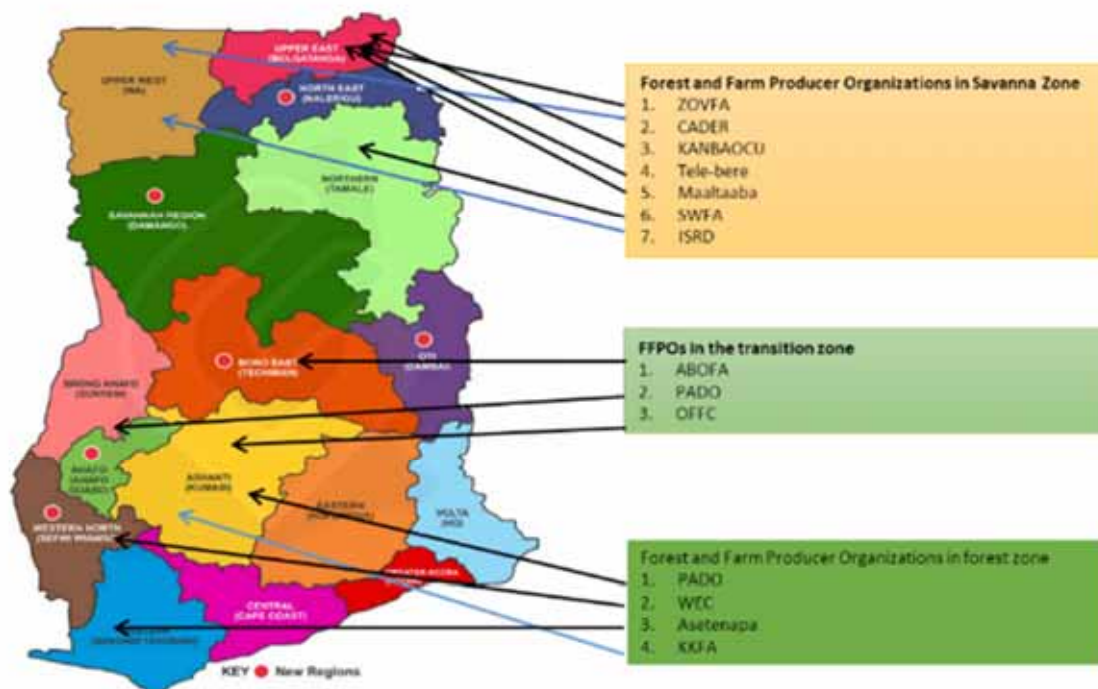 UPPER EAST
(BOLGATANGA)
UPPER WEST
(WA)
NORTH EAST
(NALERIGU)
NORTHERN
(TAMALE)
SAVANNAH REGION
(DAMANGO)
BONO EAST
(TECHIMAN)
OTI
(DAMBAI)
BRONG AHAFO
(SUNYANI)
AHAFO
(AHAFO
GOASO)
ASHANTI
(KUMASI)
EASTERN
VOLTA
(HO)
WESTERN NORTH
(SEFWI WIAWSO)
GREATER ACCRA
CENTRAL
(CAPE COAST)
KEY New Regions
Forest and Farm Producer Organizations in Savanna Zone
1. ZOVFA
2. CADER
3. KANBAOCU
4. Tele-bere
5. Maaltaaba
6. SWFA
7. ISRD
FFPOs in the transition zone
1. ABOFA
2. PADO
3. OFFC
Forest and Farm Producer Organizations in forest zone
1. PADO
2. WEC
3. Asetenapa
4. KKFA